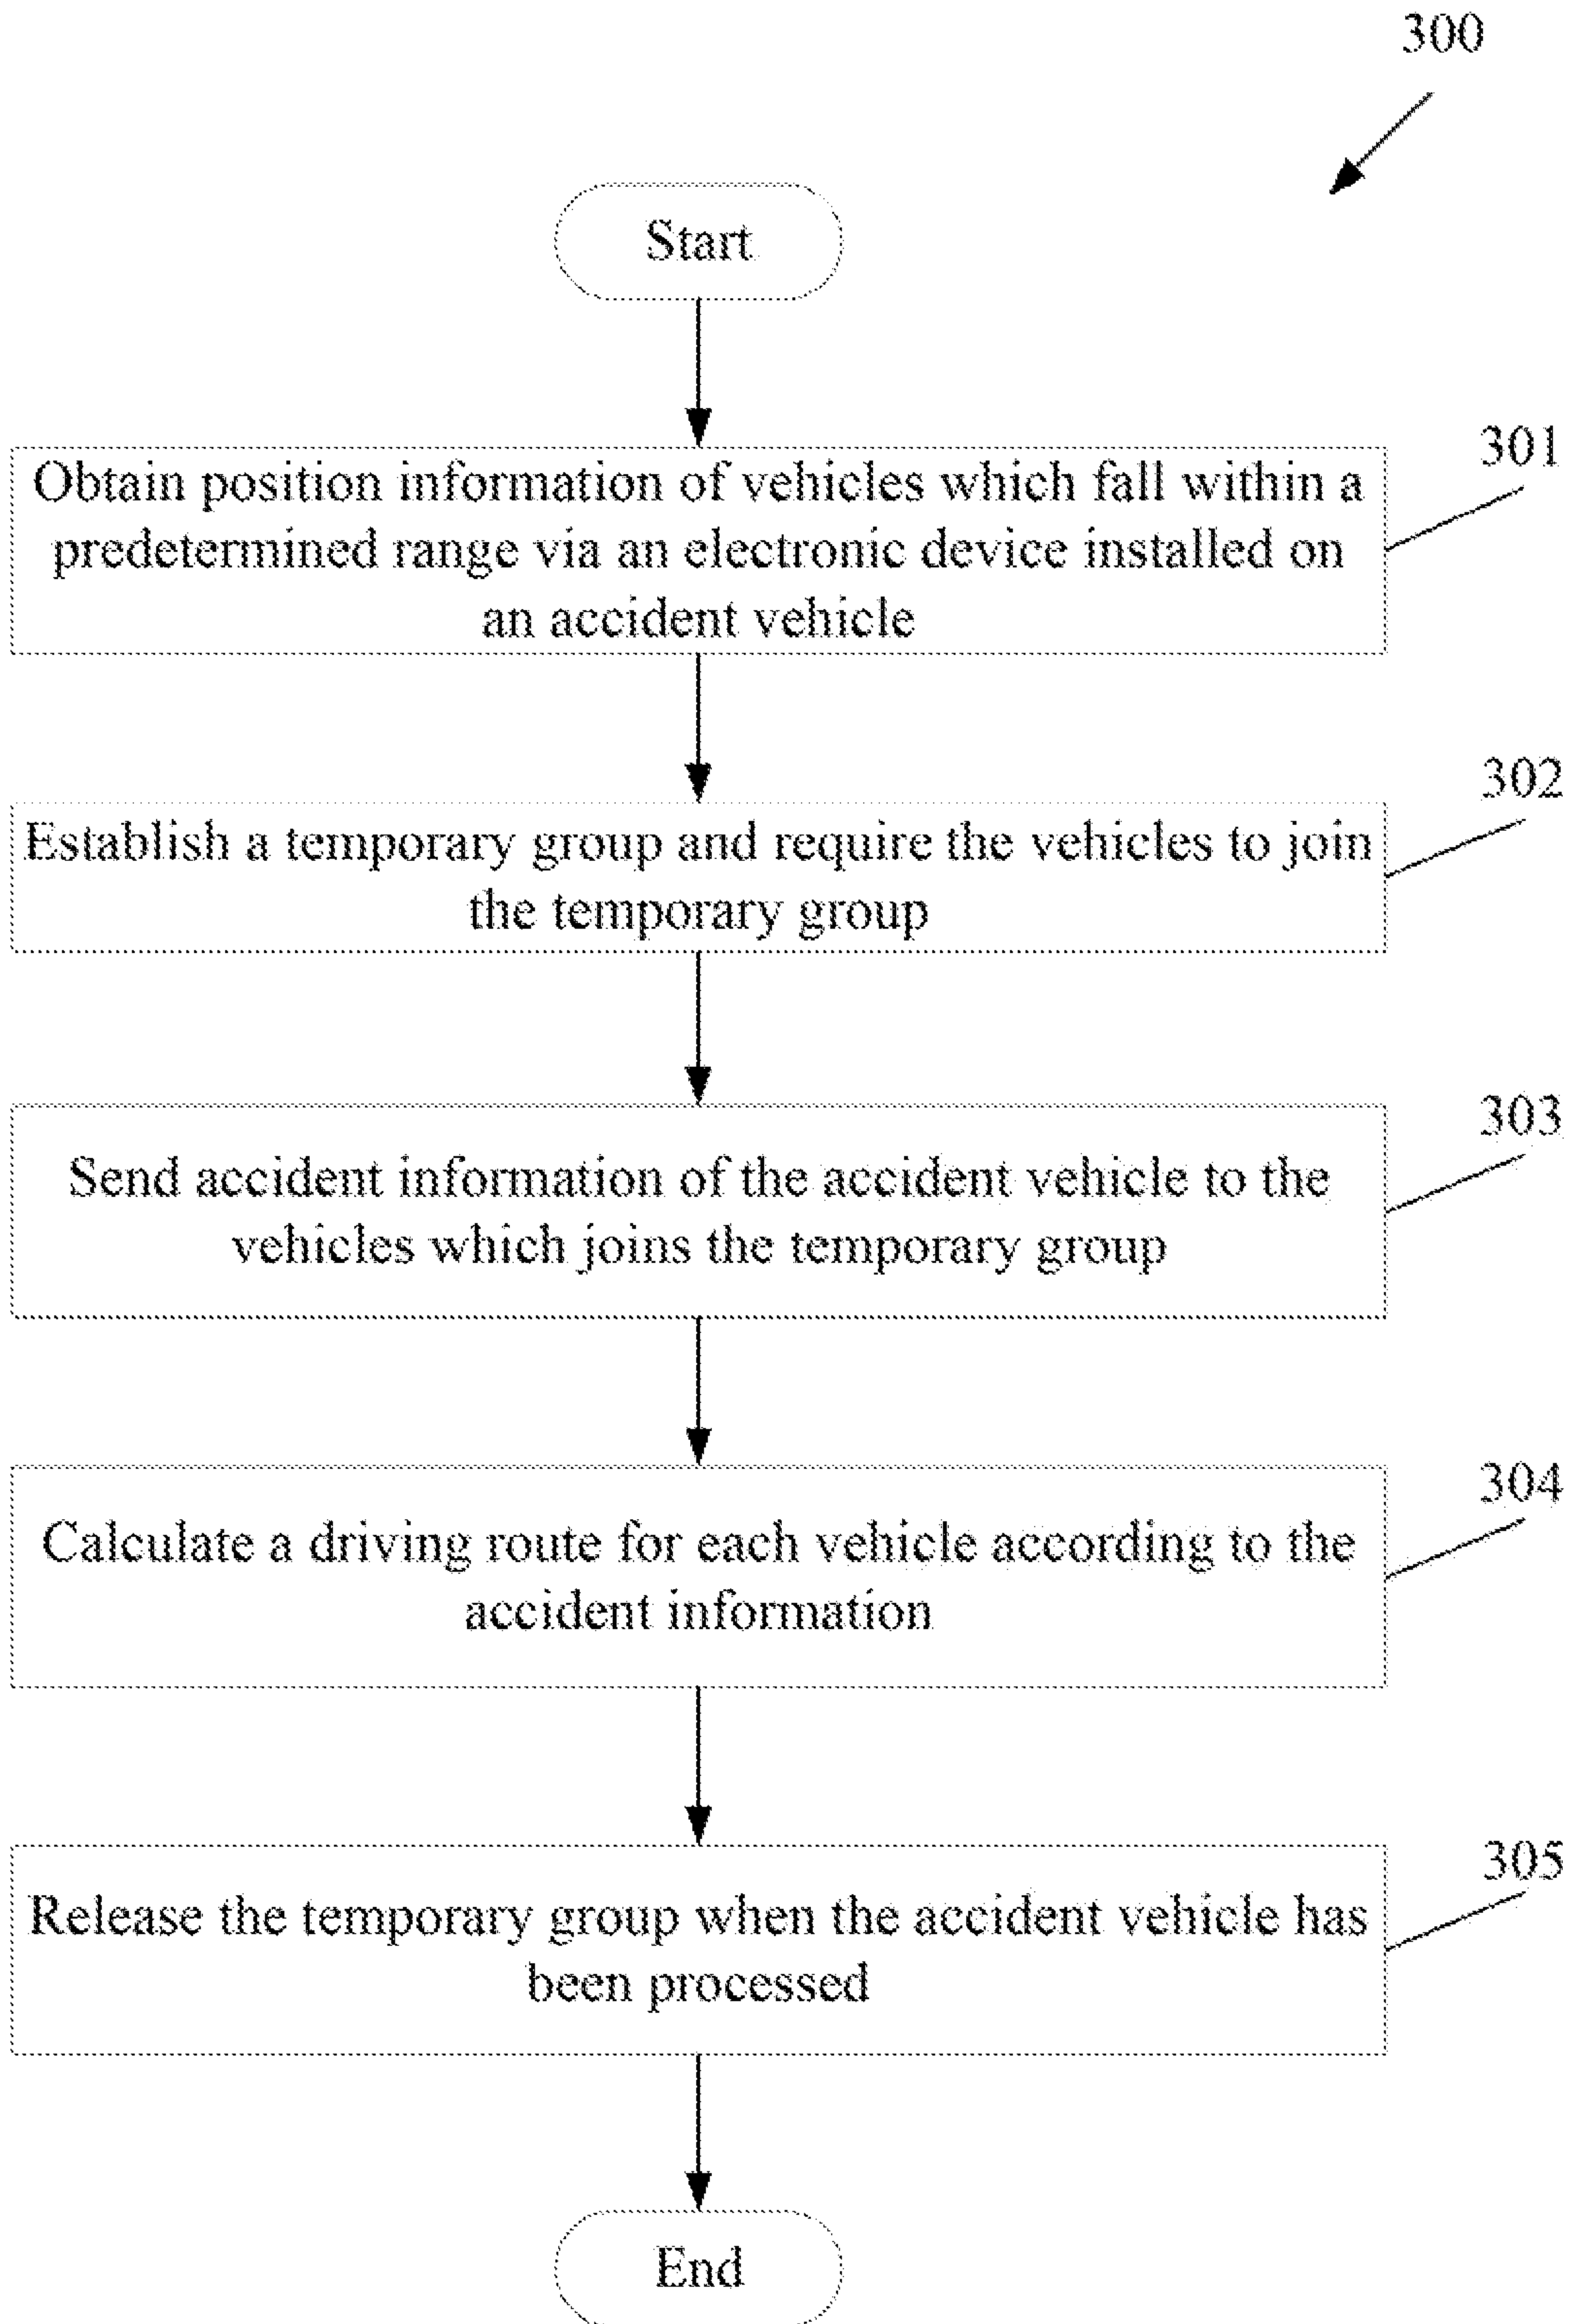 300
Start
301
Obtain position information of vehicles which fall within a
predetermined range via an electronic device installed on
an accident vehicle
302
Establish a temporary group and require the vehicles to join
the temporary group
303
Send accident information of the accident vehicle to the
vehicles which joins the temporary group
304
Calculate a driving route for each vehicle according to the
accident information
305
Release the temporary group when the accident vehicle has
been processed
End